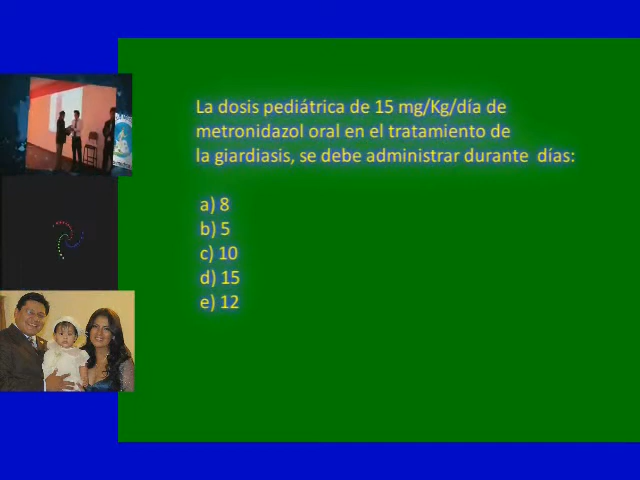 La dosis pediátrica de 15 mg/Kg/día de
metronidazol oral en el tratamiento de
la giardiasis, se debe administrar durante días:
a) 8
b) 5
c) 10
d) 15
e) 12